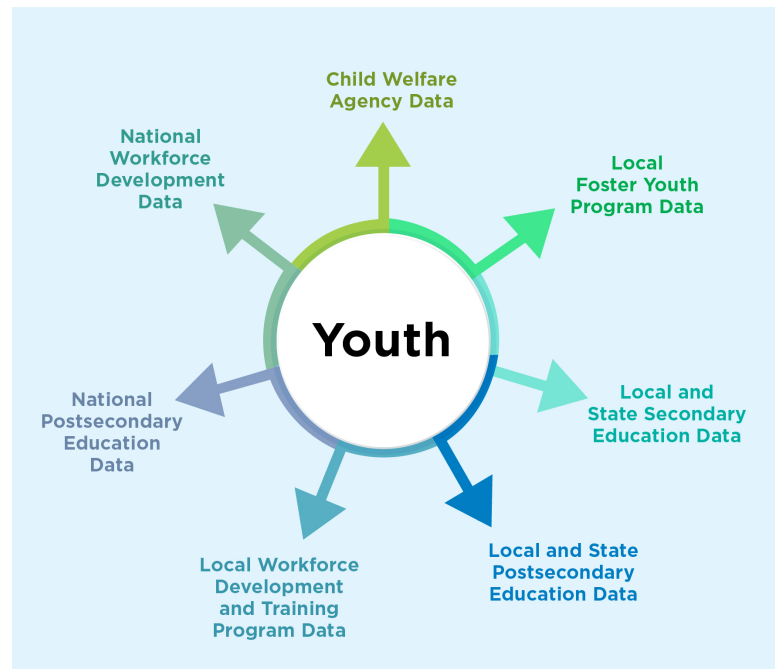 Child Welfare
Agency Data
Local
Foster Youth
Program Data
Local and
State Secondary
Education Data
Local and State
Postsecondary
Education Data
Local Workforce
Development
and Training
Program Data
National
Postsecondary
Education
Data
National
Workforce
Development
Data
Youth